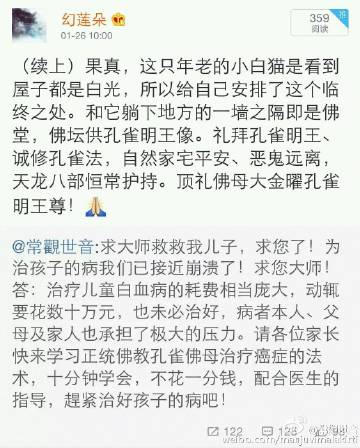 幻莲朵
01-26 10:00
359
阅读
（续上）果真，这只年老的小白猫是看到
屋子都是白光，所以给自己安排了这个临
终之处。和它躺下地方的一墙之隔即是佛
堂，佛坛供孔雀明王像。礼拜孔雀明王、
诚修孔雀法，自然家宅平安、恶鬼远离，
天龙八部恒常护持。顶礼佛母大金曜孔雀
明王尊！
@常觀世音:求大师救救我儿子，求您了！为
治孩子的病我们已接近崩溃了！求您大师！
答：治疗儿童白血病的耗费相当庞大，动辄
要花数十万元，也未必治好，病者本人、父
母及家人也承担了极大的压力。请各位家长
快来学习正统佛教孔雀佛母治疗癌症的法
术，十分钟学会，不花一分钱，配合医生的
指导，赶紧治好孩子的病吧！
122
122
98